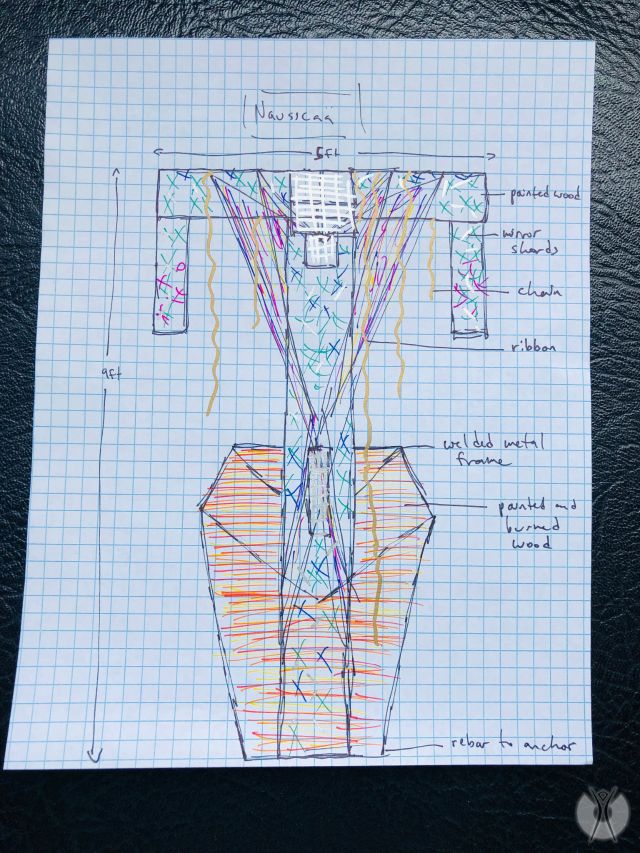 Nausicaä
5ft
painted wood
mirror
shards
chain
ribbon
9ft
welded metal
frame
painted and
burned
wood
rebar to anchor